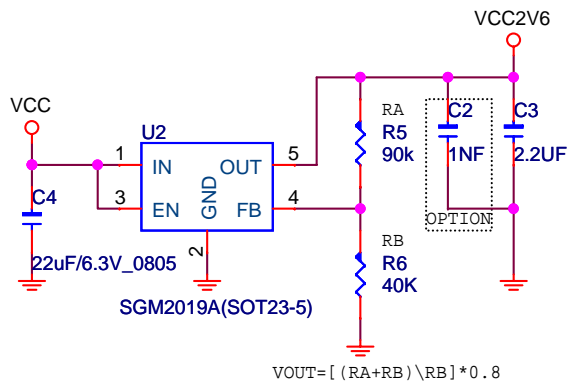 VCC2V6
VCC
U2
RA
R5
90k
C2
1NF
C3
2.2UF
1
IN
OUT
5
3
EN
GND
FB
4
2
C4
22uF/6.3V_0805
OPTION
RB
R6
40K
SGM2019A(SOT23-5)
VOUT=[(RA+RB)\RB]*0.8